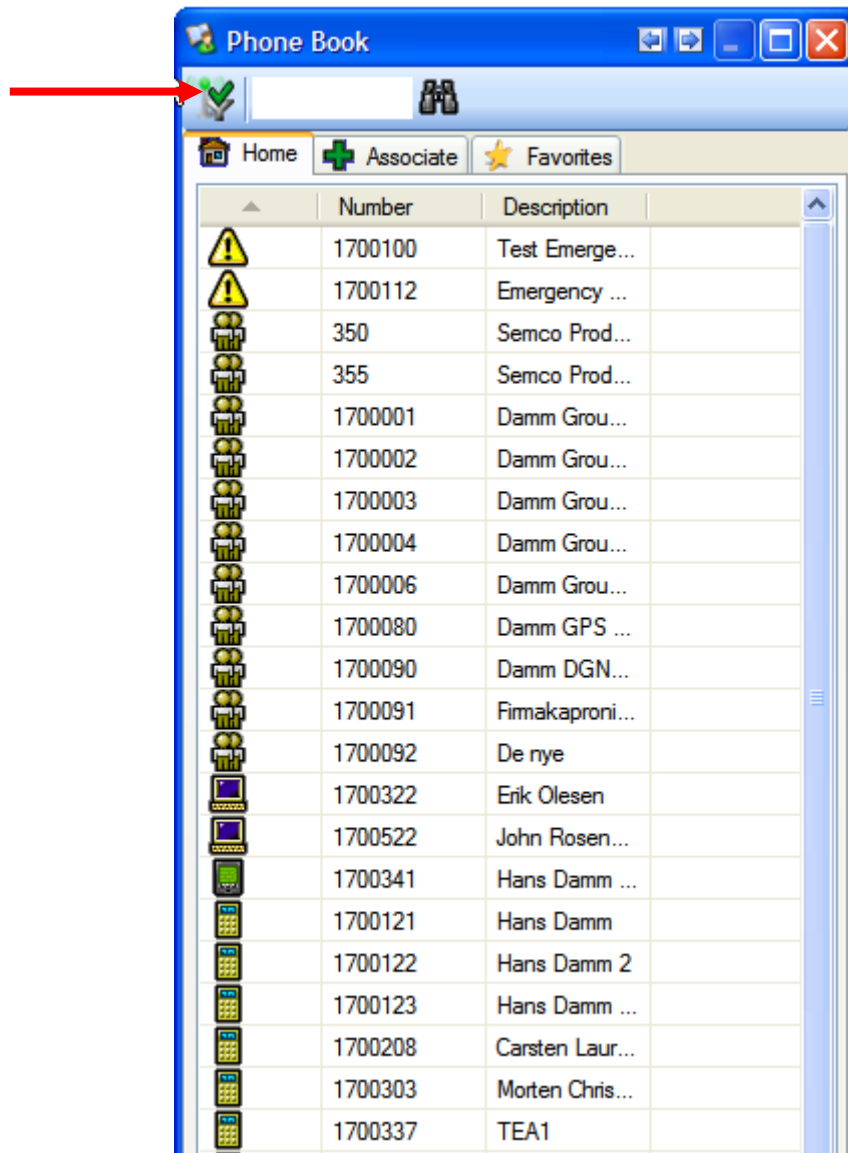 Phone Book
Home Associate Favorites
Number Description
1700100 Test Emerge...
1700112 Emergency ...
350 Semco Prod...
355 Semco Prod...
1700001 Damm Grou...
1700002 Damm Grou...
1700003 Damm Grou...
1700004 Damm Grou...
1700006 Damm Grou...
1700080 Damm GPS ...
1700090 Damm DGN...
1700091 Firmakaproni...
1700092 De nye
1700322 Erik Olesen
1700522 John Rosen...
1700341 Hans Damm ...
1700121 Hans Damm
1700122 Hans Damm 2
1700123 Hans Damm ...
1700208 Carsten Laur...
1700303 Morten Chris...
1700337 TEA1